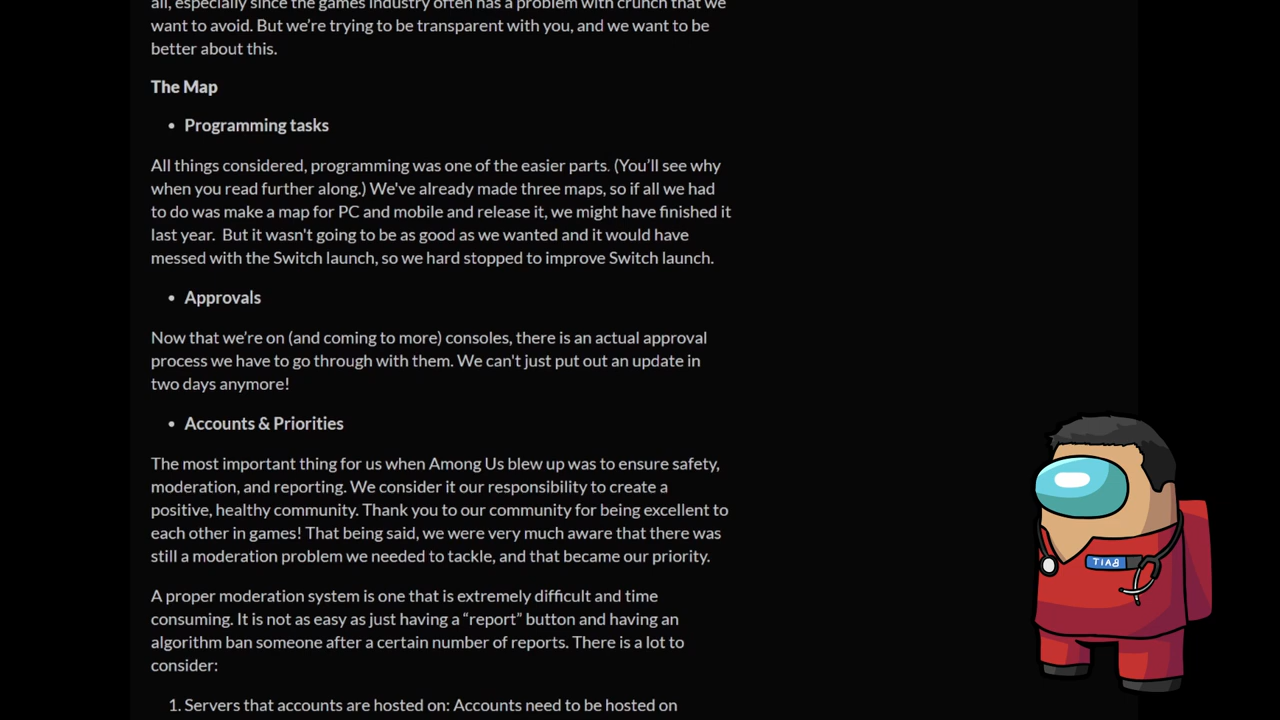 all, especially since the games industry often has a problem with crunch that we
want to avoid. But we’re trying to be transparent with you, and we want to be
better about this.
The Map
• Programming tasks
All things considered, programming was one of the easier parts. (You’ll see why
when you read further along.) We've already made three maps, so if all we had
to do was make a map for PC and mobile and release it, we might have finished it
last year.  But it wasn't going to be as good as we wanted and it would have
messed with the Switch launch, so we hard stopped to improve Switch launch.
• Approvals
Now that we’re on (and coming to more) consoles, there is an actual approval
process we have to go through with them. We can't just put out an update in
two days anymore!
• Accounts & Priorities
The most important thing for us when Among Us blew up was to ensure safety,
moderation, and reporting. We consider it our responsibility to create a
positive, healthy community. Thank you to our community for being excellent to
each other in games! That being said, we were very much aware that there was
still a moderation problem we needed to tackle, and that became our priority.
A proper moderation system is one that is extremely difficult and time
consuming. It is not as easy as just having a “report” button and having an
algorithm ban someone after a certain number of reports. There is a lot to
consider:
1. Servers that accounts are hosted on: Accounts need to be hosted on